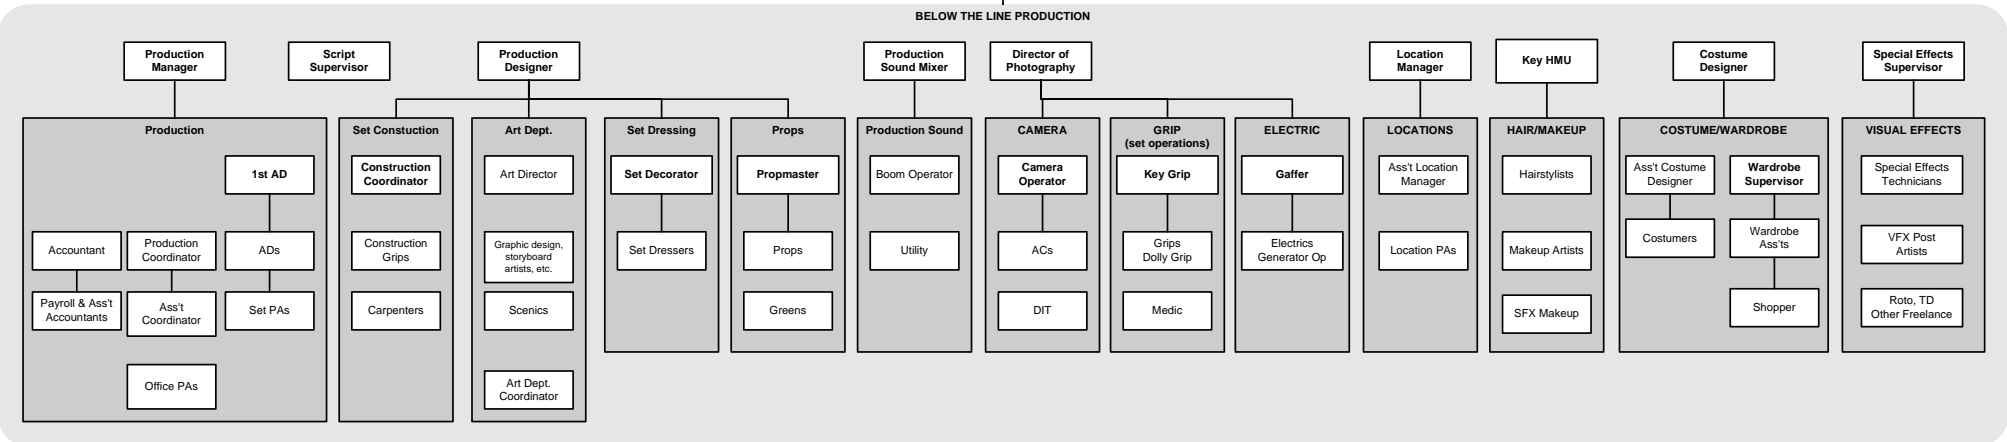 BELOW THE LINE PRODUCTION
Production
Manager
Script
Supervisor
Production
Designer
Production
Sound Mixer
Director of
Photography
Location
Manager
Key HMU
Costume
Designer
Special Effects
Supervisor
Production
1st AD
Accountant
Production
Coordinator
ADs
Payroll & Ass't
Accountants
Ass't
Coordinator
Set PAs
Office PAs
Set Constuction
Construction
Coordinator
Construction
Grips
Carpenters
Art Dept.
Art Director
Graphic design,
storyboard
artists, etc.
Scenics
Art Dept.
Coordinator
Set Dressing
Set Decorator
Set Dressers
Props
Propmaster
Props
Greens
Production Sound
Boom Operator
Utility
CAMERA
Camera
Operator
ACs
DIT
GRIP
(set operations)
Key Grip
Grips
Dolly Grip
Medic
ELECTRIC
Gaffer
Electrics
Generator Op
LOCATIONS
Ass't Location
Manager
Location PAs
HAIR/MAKEUP
Hairstylists
Makeup Artists
SFX Makeup
COSTUME/WARDROBE
Ass't Costume
Designer
Wardrobe
Supervisor
Costumers
Wardrobe
Ass'ts
Shopper
VISUAL EFFECTS
Special Effects
Technicians
VFX Post
Artists
Roto, TD
Other Freelance